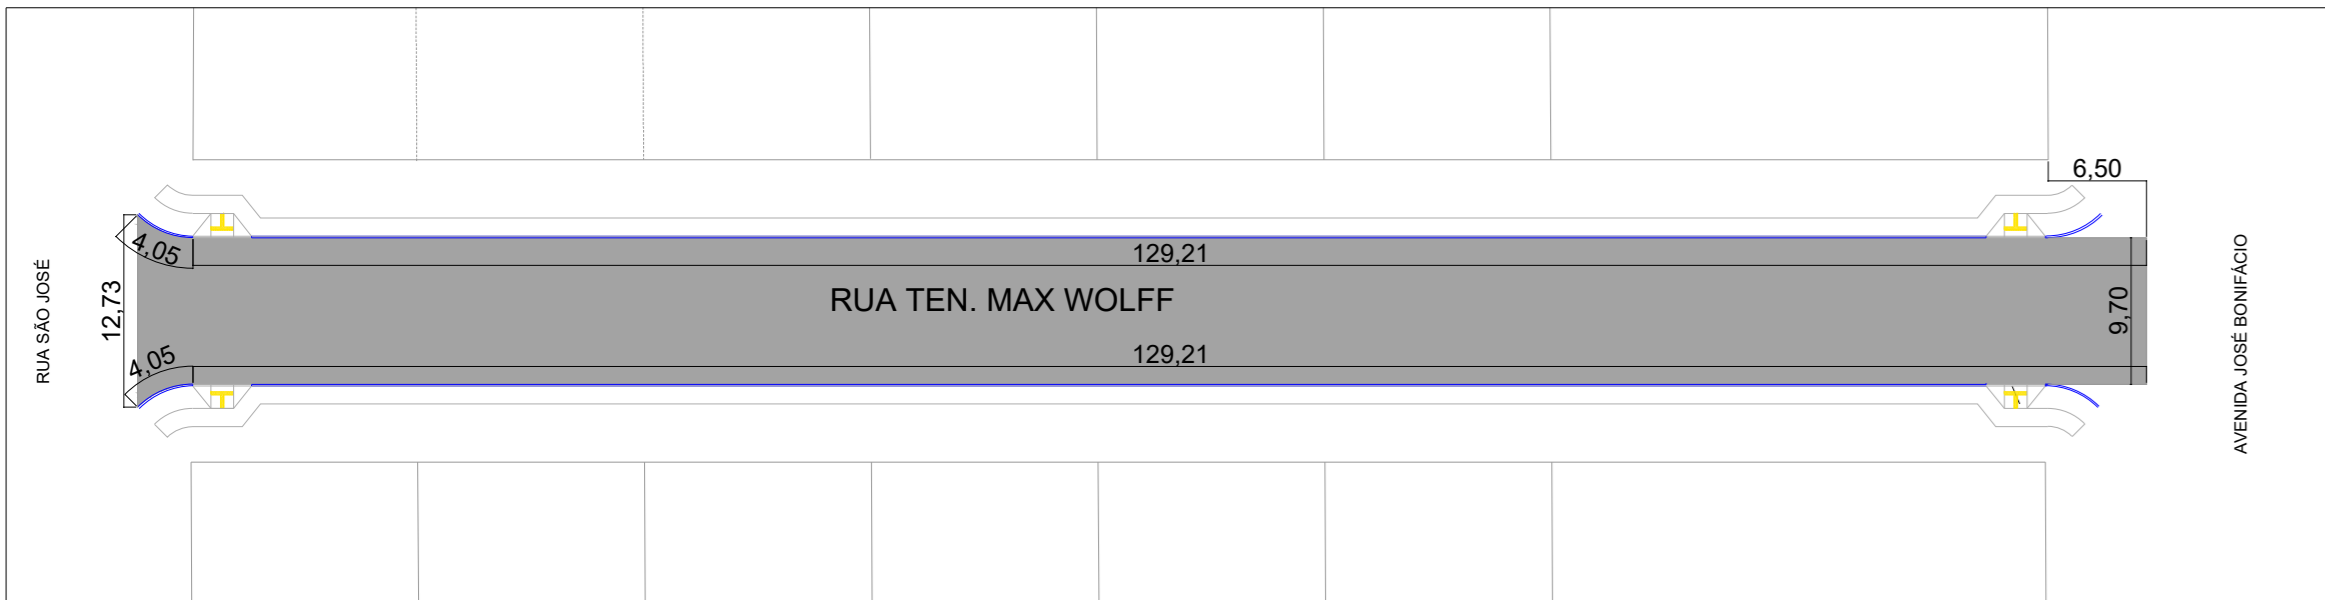 6,50
4,05
129,21
RUA SÃO JOSÉ
12,73
RUA TEN. MAX WOLFF
9,70
AVENIDA JOSÉ BONIFÁCIO
4,05
129,21